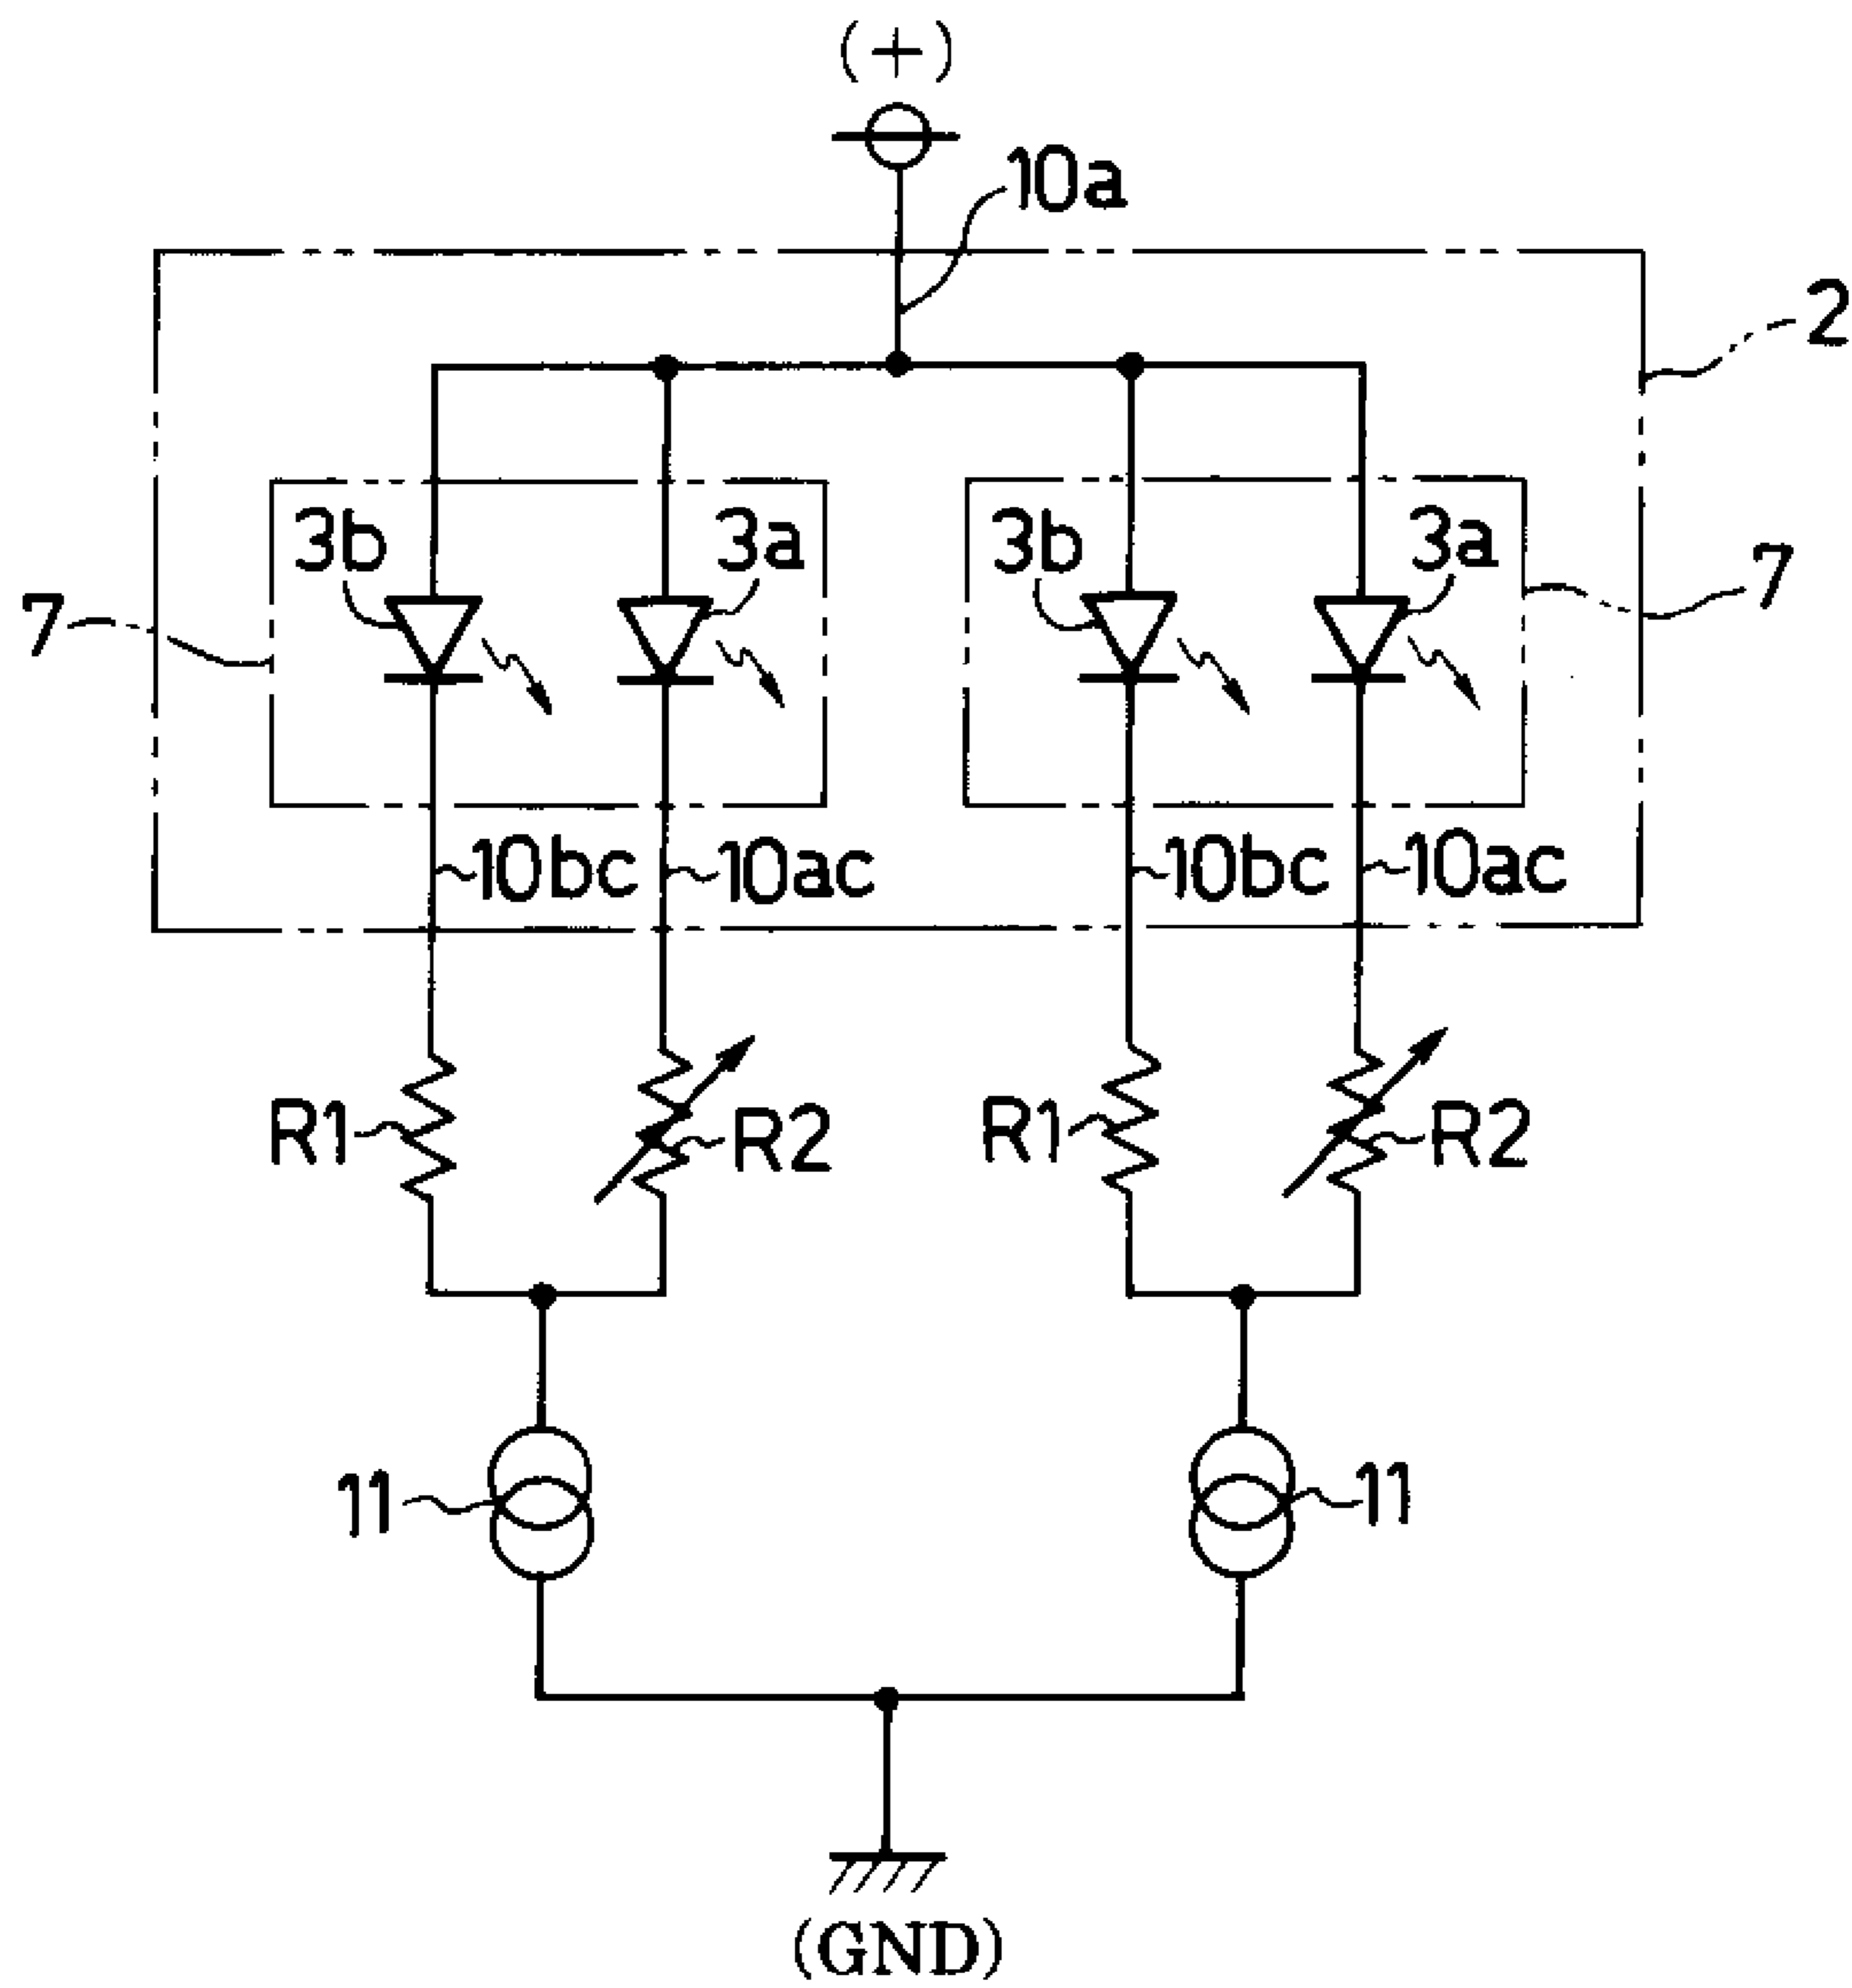 (+)
10a
2
3b 3a 3b 3a
7 7
10bc 10ac 10bc 10ac
R1 R2 R1 R2
11 11
(GND)